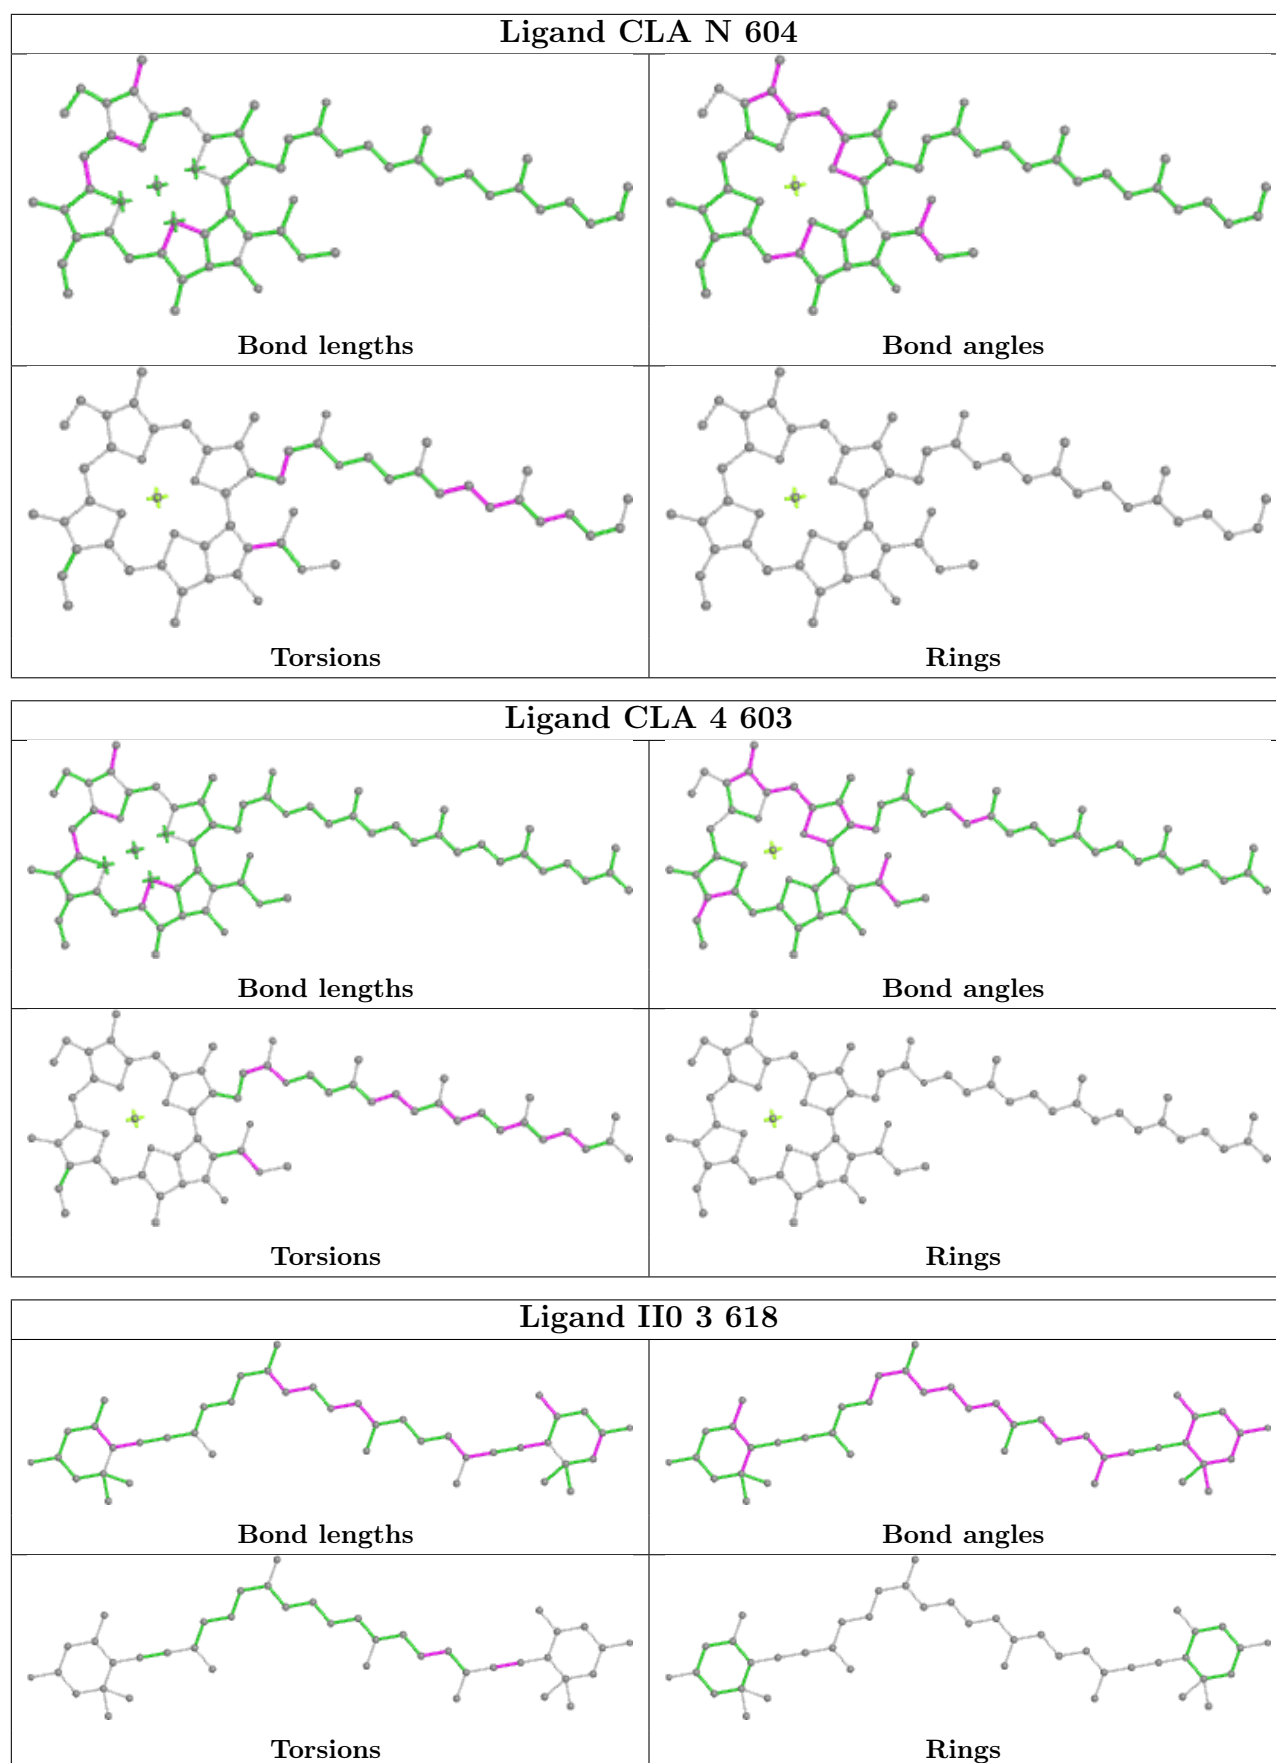 Ligand CLA N 604
Bond lengths
Bond angles
Torsions
Rings
Ligand CLA 4 603
Bond lengths
Bond angles
Torsions
Rings
Ligand II0 3 618
Bond lengths
Bond angles
Torsions
Rings